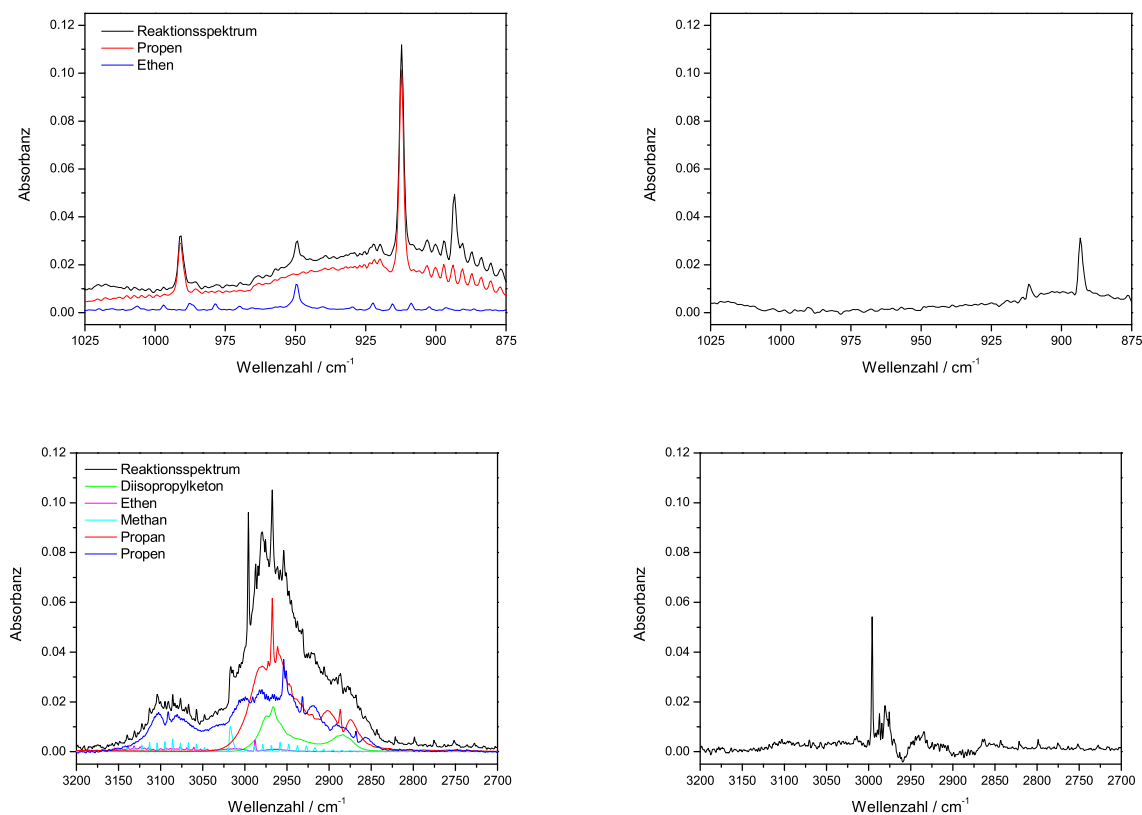 0.12
0.10
0.08
0.06
0.04
0.02
0.00
Absorbanz
Reaktionsspektrum
Propen
Ethen
1025 1000 975 950 925 900 875
Wellenzahl / cm-1
0.12
0.10
0.08
0.06
0.04
0.02
0.00
Absorbanz
1025 1000 975 950 925 900 875
Wellenzahl / cm-1
0.12
0.10
0.08
0.06
0.04
0.02
0.00
Absorbanz
Reaktionsspektrum
Diisopropylketon
Ethen
Methan
Propan
Propen
3200 3150 3100 3050 3000 2950 2900 2850 2800 2750 2700
Wellenzahl / cm-1
0.12
0.10
0.08
0.06
0.04
0.02
0.00
Absorbanz
3200 3150 3100 3050 3000 2950 2900 2850 2800 2750 2700
Wellenzahl / cm-1